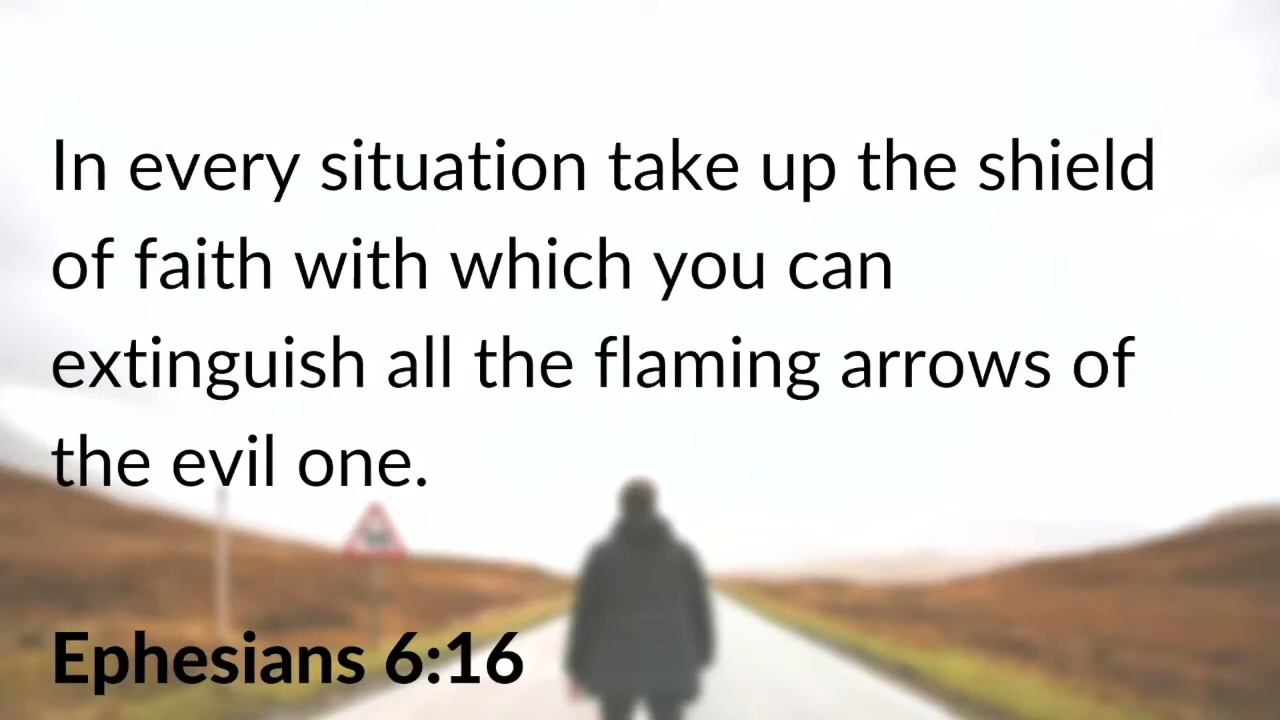 In every situation take up the shield
of faith with which you can
extinguish all the flaming arrows of
the evil one.
Ephesians 6:16